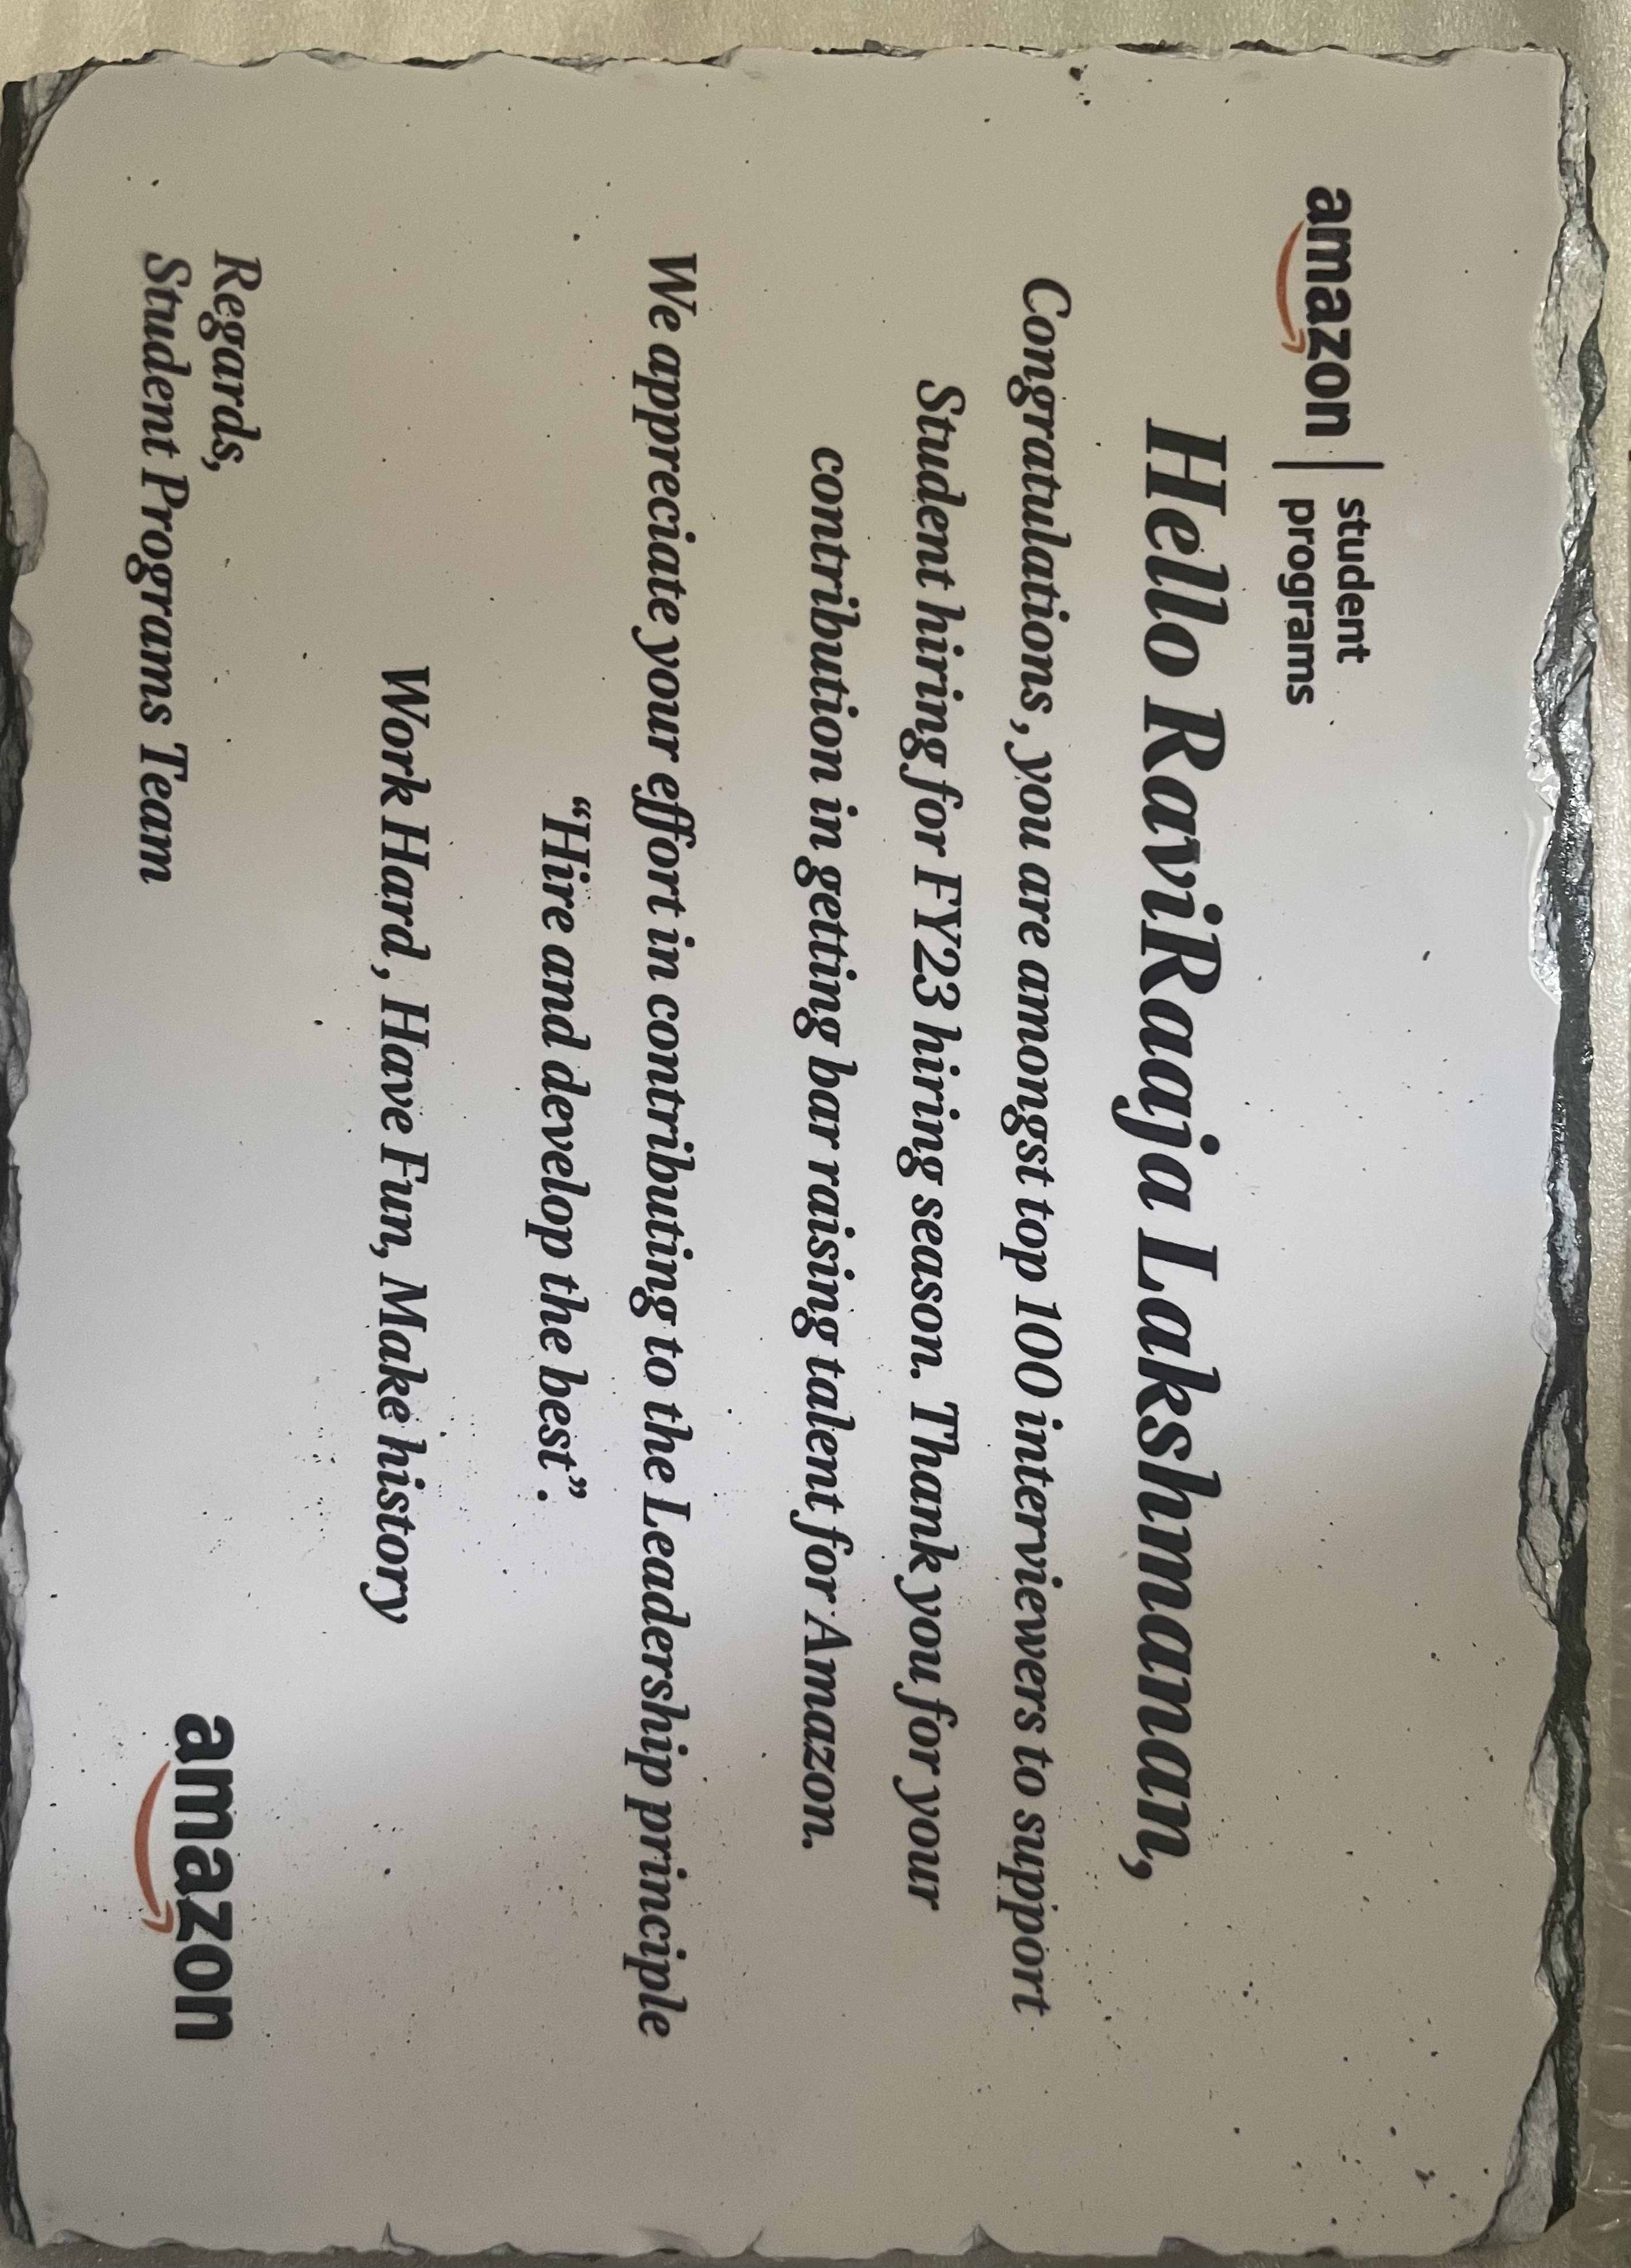 amazon | student programs
Hello RaviRaaja Lakshmanan,
Congratulations, you are amongst top 100 interviewers to support
Student hiring for FY23 hiring season. Thank you for your
contribution in getting bar raising talent for Amazon.
We appreciate your effort in contributing to the Leadership principle
“Hire and develop the best”.
Work Hard, Have Fun, Make history
Regards,
Student Programs Team
amazon